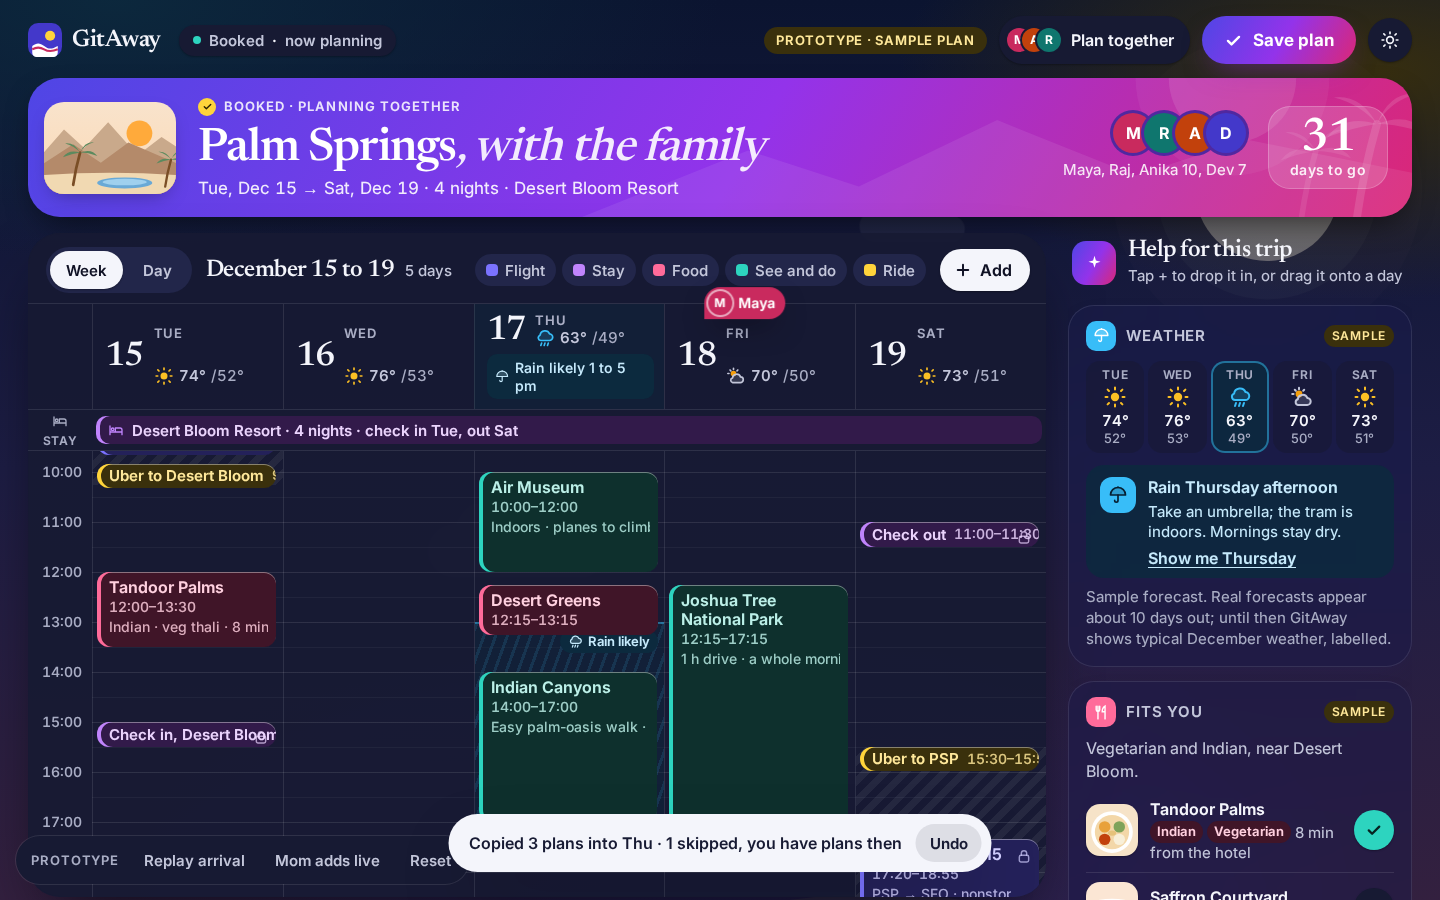 GitAway
Booked · now planning
PROTOTYPE · SAMPLE PLAN
M A R Plan together
Save plan
BOOKED · PLANNING TOGETHER
Palm Springs, with the family
Tue, Dec 15 → Sat, Dec 19 · 4 nights · Desert Bloom Resort
M R A D
Maya, Raj, Anika 10, Dev 7
31
days to go
Week Day
December 15 to 19 5 days
Flight Stay Food See and do Ride
+ Add
M Maya
15 TUE
74° /52°
16 WED
76° /53°
17 THU
63° /49°
Rain likely 1 to 5
pm
18 FRI
70° /50°
19 SAT
73° /51°
STAY
Desert Bloom Resort · 4 nights · check in Tue, out Sat
10:00
11:00
12:00
13:00
14:00
15:00
16:00
17:00
Uber to Desert Bloom
Tandoor Palms
12:00–13:30
Indian · veg thali · 8 min
Check in, Desert Bloom
Air Museum
10:00–12:00
Indoors · planes to climb
Desert Greens
12:15–13:15
Rain likely
Indian Canyons
14:00–17:00
Easy palm-oasis walk ·
Joshua Tree
National Park
12:15–17:15
1 h drive · a whole morni
Check out 11:00–11:30
Uber to PSP 15:30–15:
15
17:20–18:55
PSP → SFO · nonstop
PROTOTYPE Replay arrival Mom adds live Reset
Copied 3 plans into Thu · 1 skipped, you have plans then Undo
Help for this trip
Tap + to drop it in, or drag it onto a day
WEATHER SAMPLE
TUE WED THU FRI SAT
74° 76° 63° 70° 73°
52° 53° 49° 50° 51°
Rain Thursday afternoon
Take an umbrella; the tram is
indoors. Mornings stay dry.
Show me Thursday
Sample forecast. Real forecasts appear
about 10 days out; until then GitAway
shows typical December weather, labelled.
FITS YOU SAMPLE
Vegetarian and Indian, near Desert
Bloom.
Tandoor Palms
Indian Vegetarian 8 min
from the hotel
Saffron Courtyard